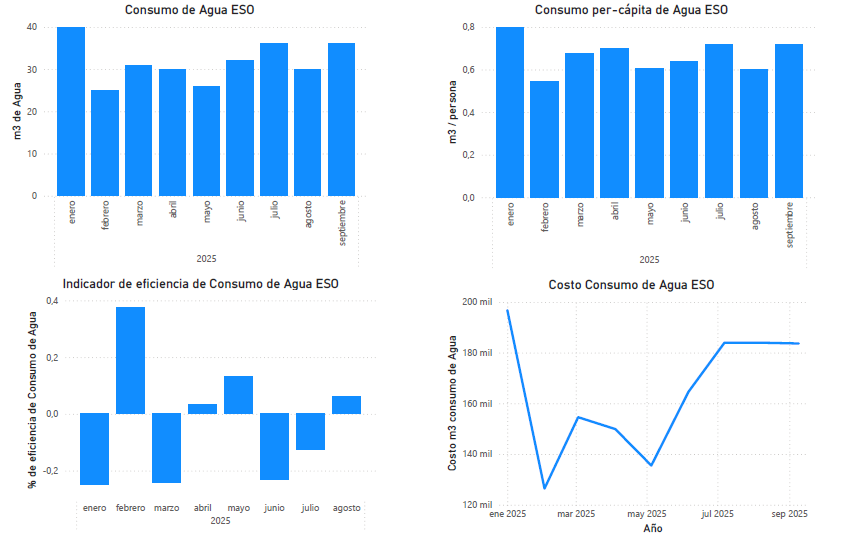 Consumo de Agua ESO
m3 de Agua
40
30
20
10
0
enero
febrero
marzo
abril
mayo
junio
julio
agosto
septiembre
2025
Consumo per-cápita de Agua ESO
m3 / persona
0,8
0,6
0,4
0,2
0,0
enero
febrero
marzo
abril
mayo
junio
julio
agosto
septiembre
2025
Indicador de eficiencia de Consumo de Agua ESO
% de eficiencia de Consumo de Agua
0,4
0,2
0,0
-0,2
enero
febrero
marzo
abril
mayo
junio
julio
agosto
2025
Costo Consumo de Agua ESO
Costo m3 consumo de Agua
200 mil
180 mil
160 mil
140 mil
120 mil
ene 2025
mar 2025
may 2025
jul 2025
sep 2025
Año